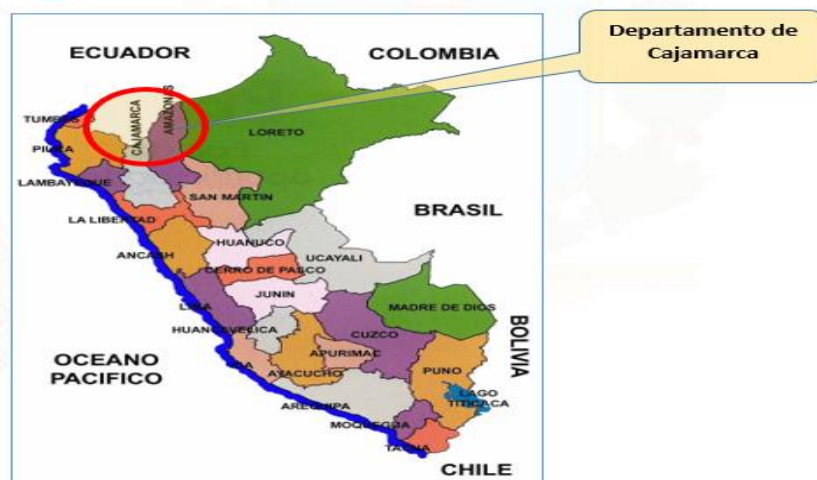 Departamento de
Cajamarca
ECUADOR
COLOMBIA
TUMBES
CAJAMARCA
AMAZONAS
LORETO
PIURA
LAMBAYEQUE
SAN MARTIN
LA LIBERTAD
BRASIL
ANCASH
HUANUCO
UCAYALI
CERRO DE PASCO
LIMA
JUNIN
MADRE DE DIOS
HUANCAVELICA
CUZCO
BOLIVIA
OCEANO
PACIFICO
ICA
AYACUCHO
APURIMAC
PUNO
LAGO
TITICACA
AREQUIPA
MOQUEGUA
TACNA
CHILE